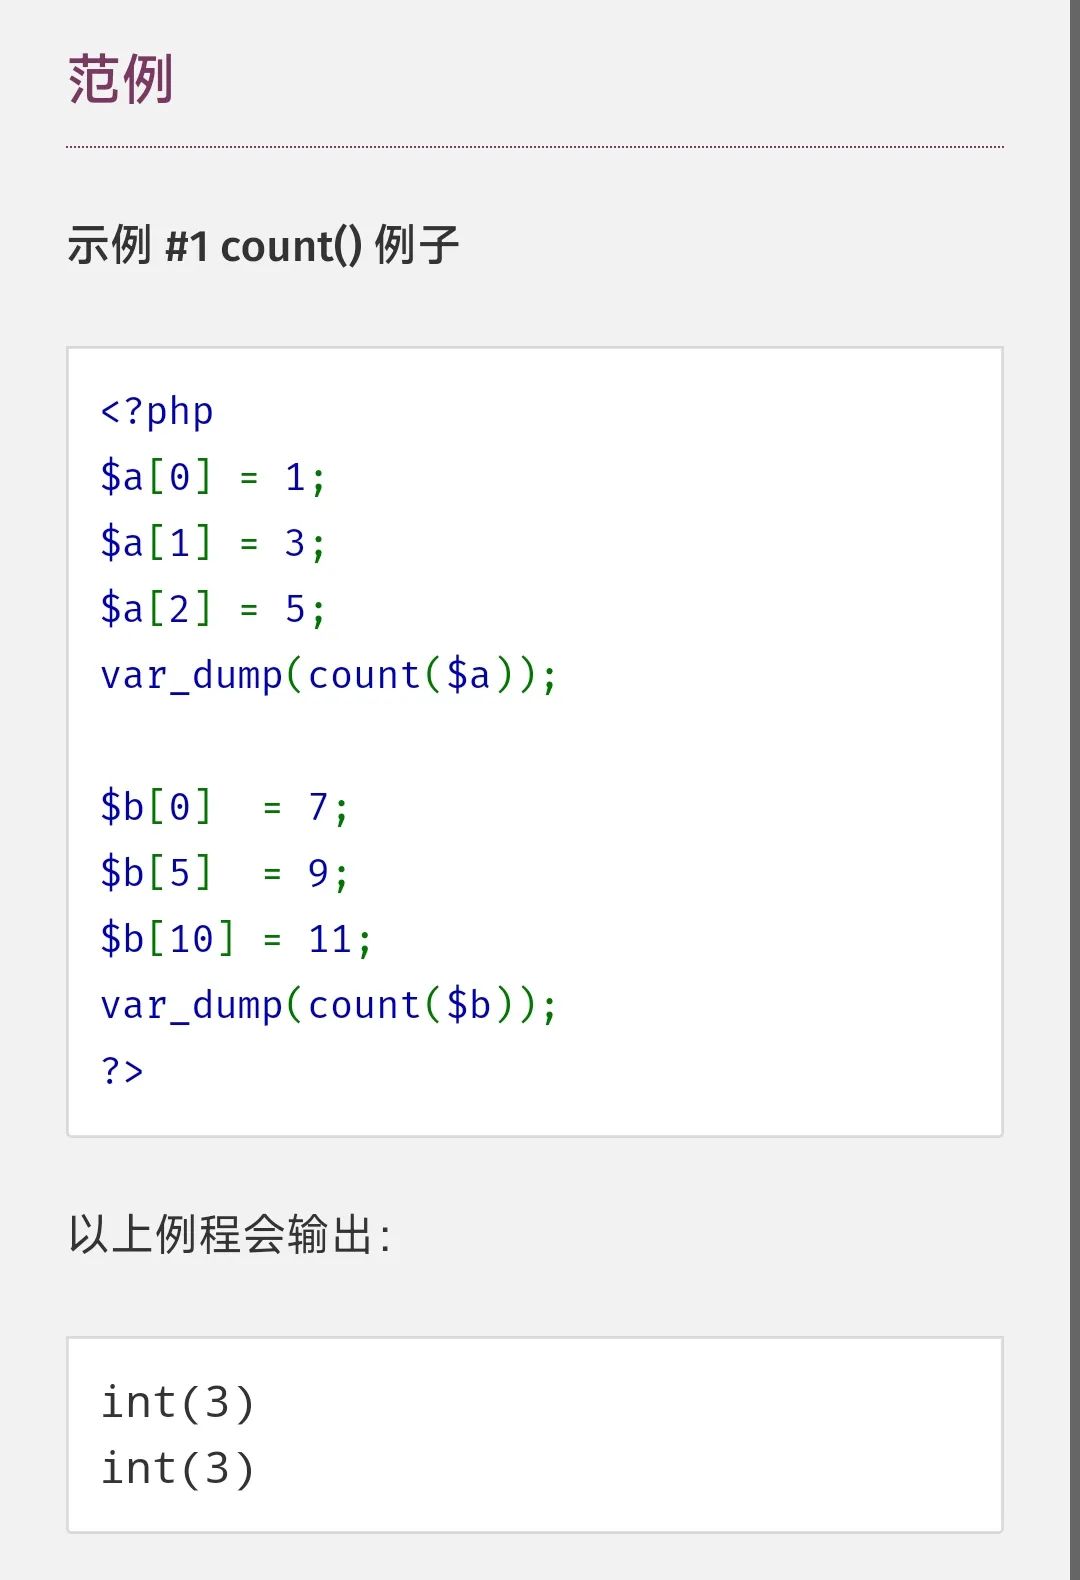 范例
示例 #1 count() 例子
<?php
$a[0] = 1;
$a[1] = 3;
$a[2] = 5;
var_dump(count($a));
$b[0]  = 7;
$b[5]  = 9;
$b[10] = 11;
var_dump(count($b));
?>
以上例程会输出：
int(3)
int(3)